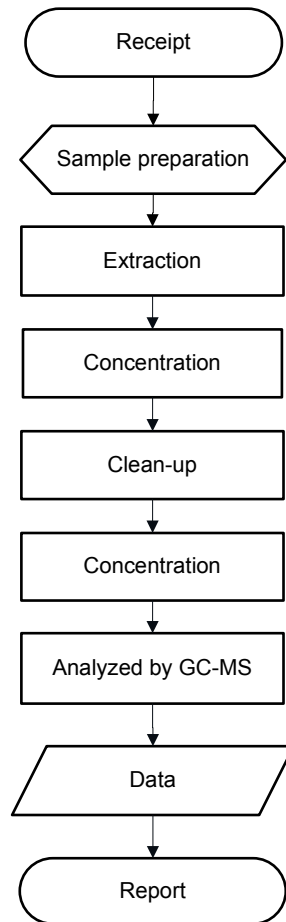 Receipt
Sample preparation
Extraction
Concentration
Clean-up
Concentration
Analyzed by GC-MS
Data
Report